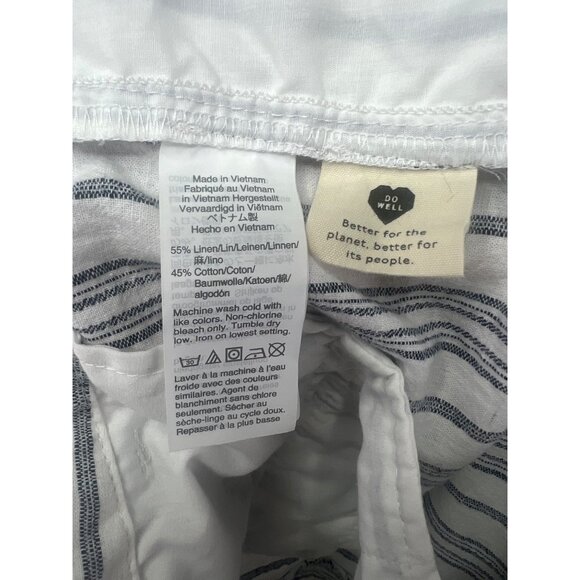 Made in Vietnam
Fabriqué au Vietnam
in Vietnam Hergestellt
Vervaardigd in Viëtnam
ベトナム製
Hecho en Vietnam
55% Linen/Lin/Leinen/Linnen/
麻/lino
45% Cotton/Coton/
Baumwolle/Katoen/綿/
algodón
Machine wash cold with
like colors. Non-chlorine
bleach only. Tumble dry
low. Iron on lowest setting.
30
Laver à la machine à l'eau
froide avec des couleurs
similaires. Agent de
blanchiment sans chlore
seulement. Sécher au
sèche-linge au cycle doux.
Repasser à la plus basse
DO
WELL
Better for the
planet, better for
its people.